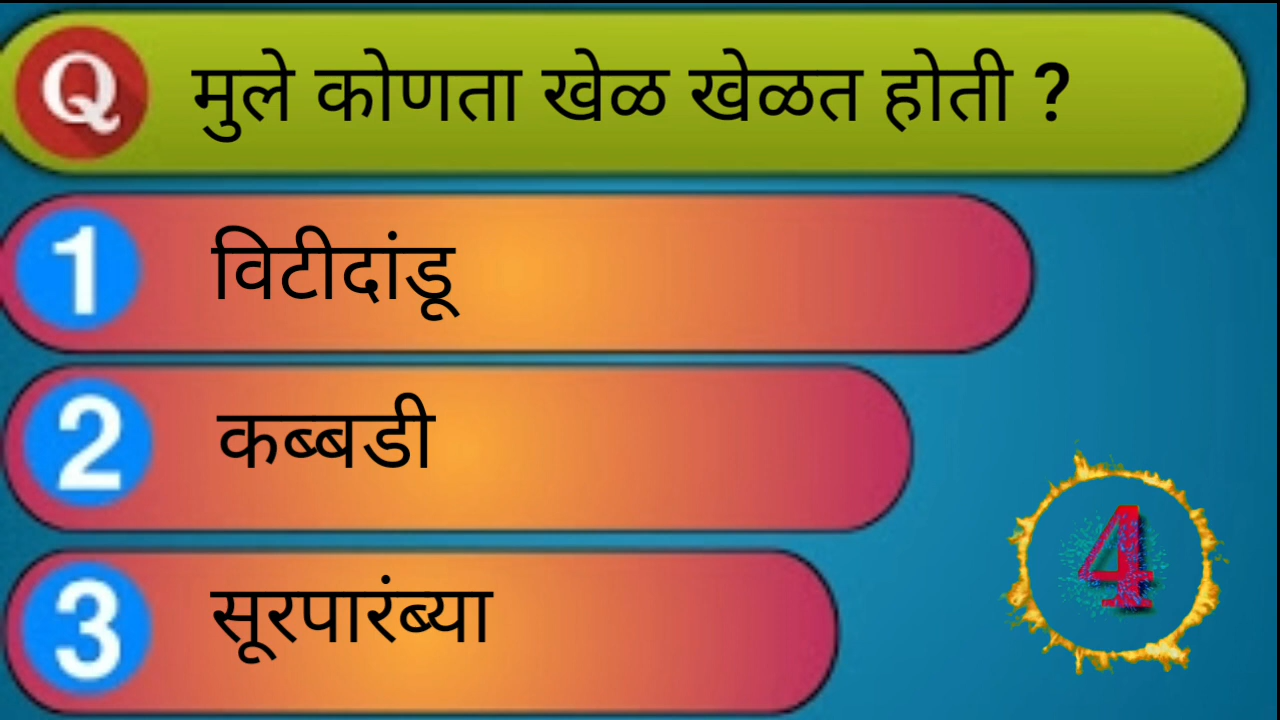 Q मुले कोणता खेळ खेळत होती ?
1 विटीदांडू
2 कब्बडी
3 सूरपारंब्या
4